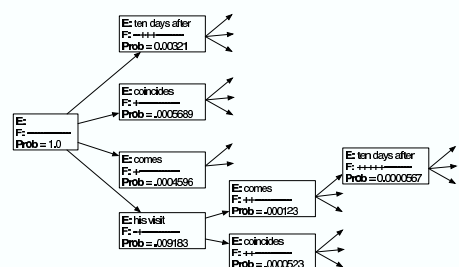 E: ten days after
F: --+++-----------
Prob = 0.00321
E: coincides
F: +---------------
Prob = .0005689
E:
F: ----------------
Prob = 1.0
E: comes
F: +---------------
Prob = .0004596
E: ten days after
F: +++++-----------
Prob = 0.0000567
E: comes
F: ++--------------
Prob = .000123
E: his visit
F: -+--------------
Prob = .009183
E: coincides
F: ++--------------
Prob = .0000523